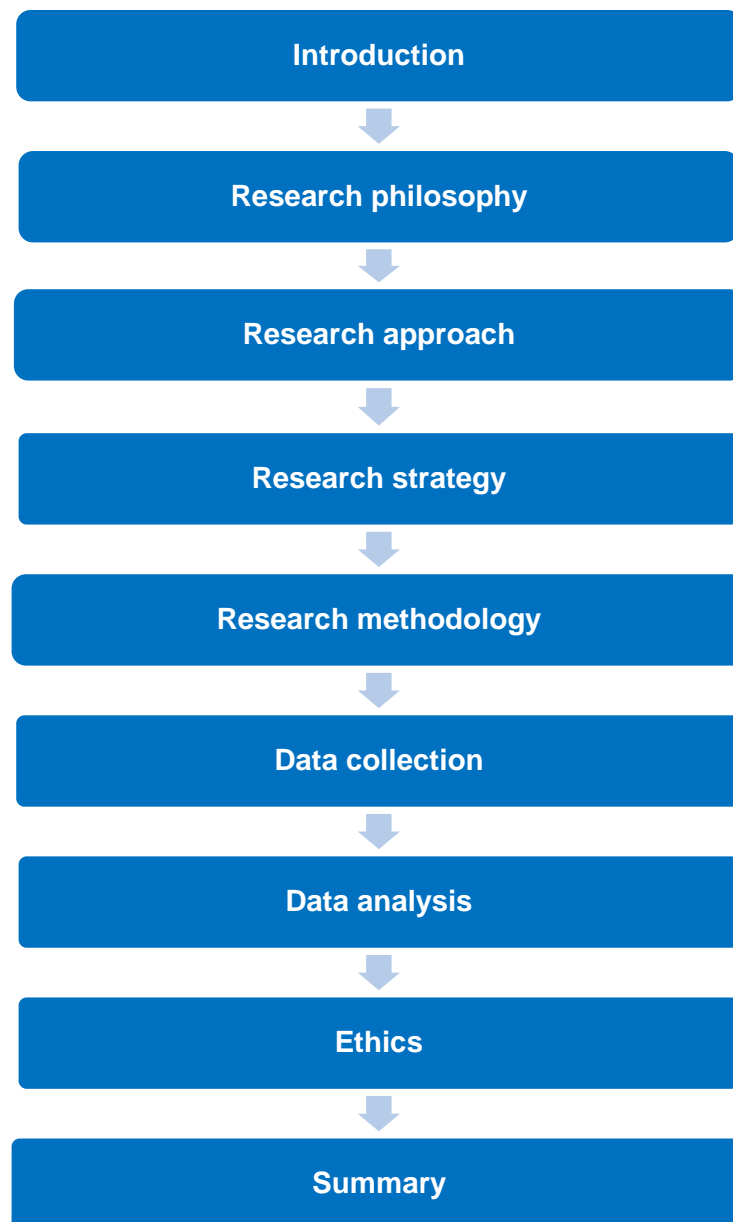 Introduction
Research philosophy
Research approach
Research strategy
Research methodology
Data collection
Data analysis
Ethics
Summary